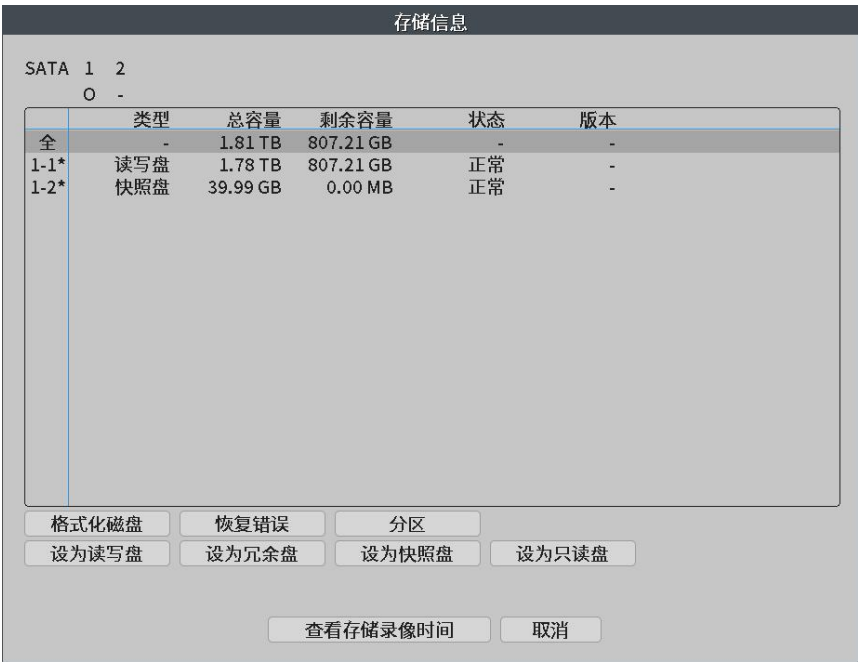 存储信息
SATA 1 2
O -
类型 总容量 剩余容量 状态 版本
全 - 1.81 TB 807.21 GB - -
1-1* 读写盘 1.78 TB 807.21 GB 正常 -
1-2* 快照盘 39.99 GB 0.00 MB 正常 -
格式化磁盘 恢复错误 分区
设为读写盘 设为冗余盘 设为快照盘 设为只读盘
查看存储录像时间 取消